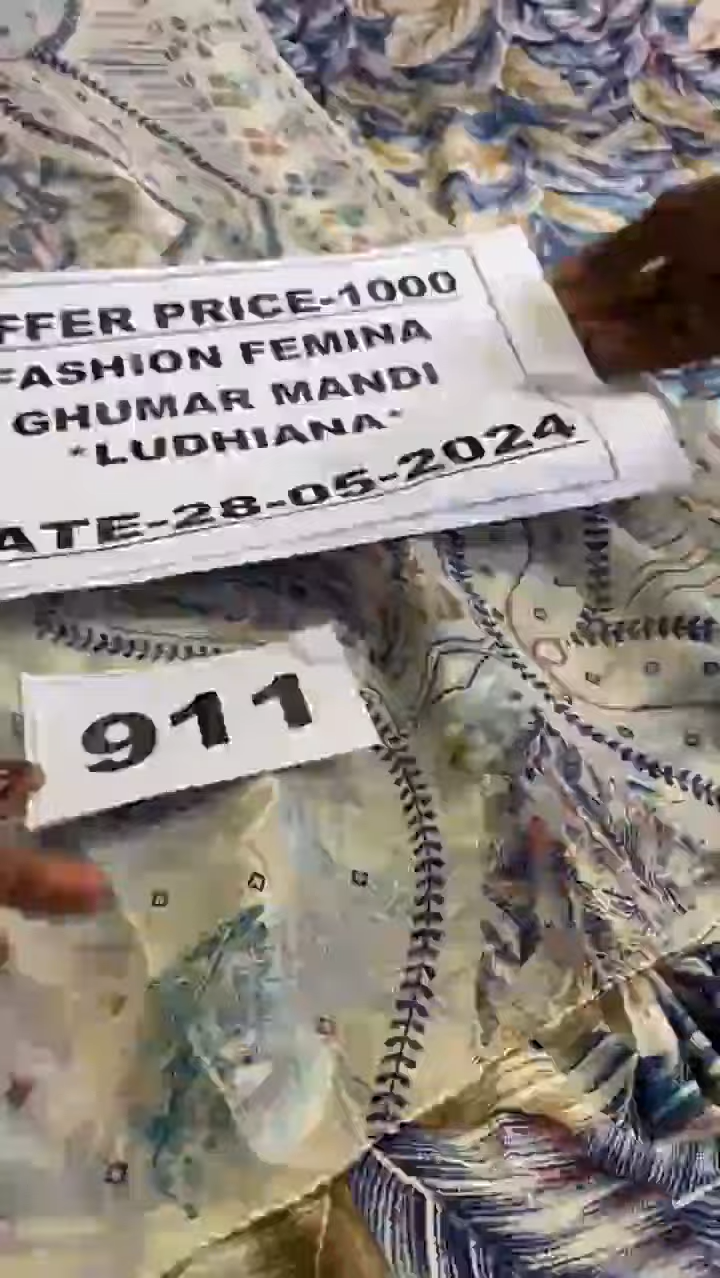 FFER PRICE-1000
FASHION FEMINA
GHUMAR MANDI
*LUDHIANA*
ATE-28-05-2024
911